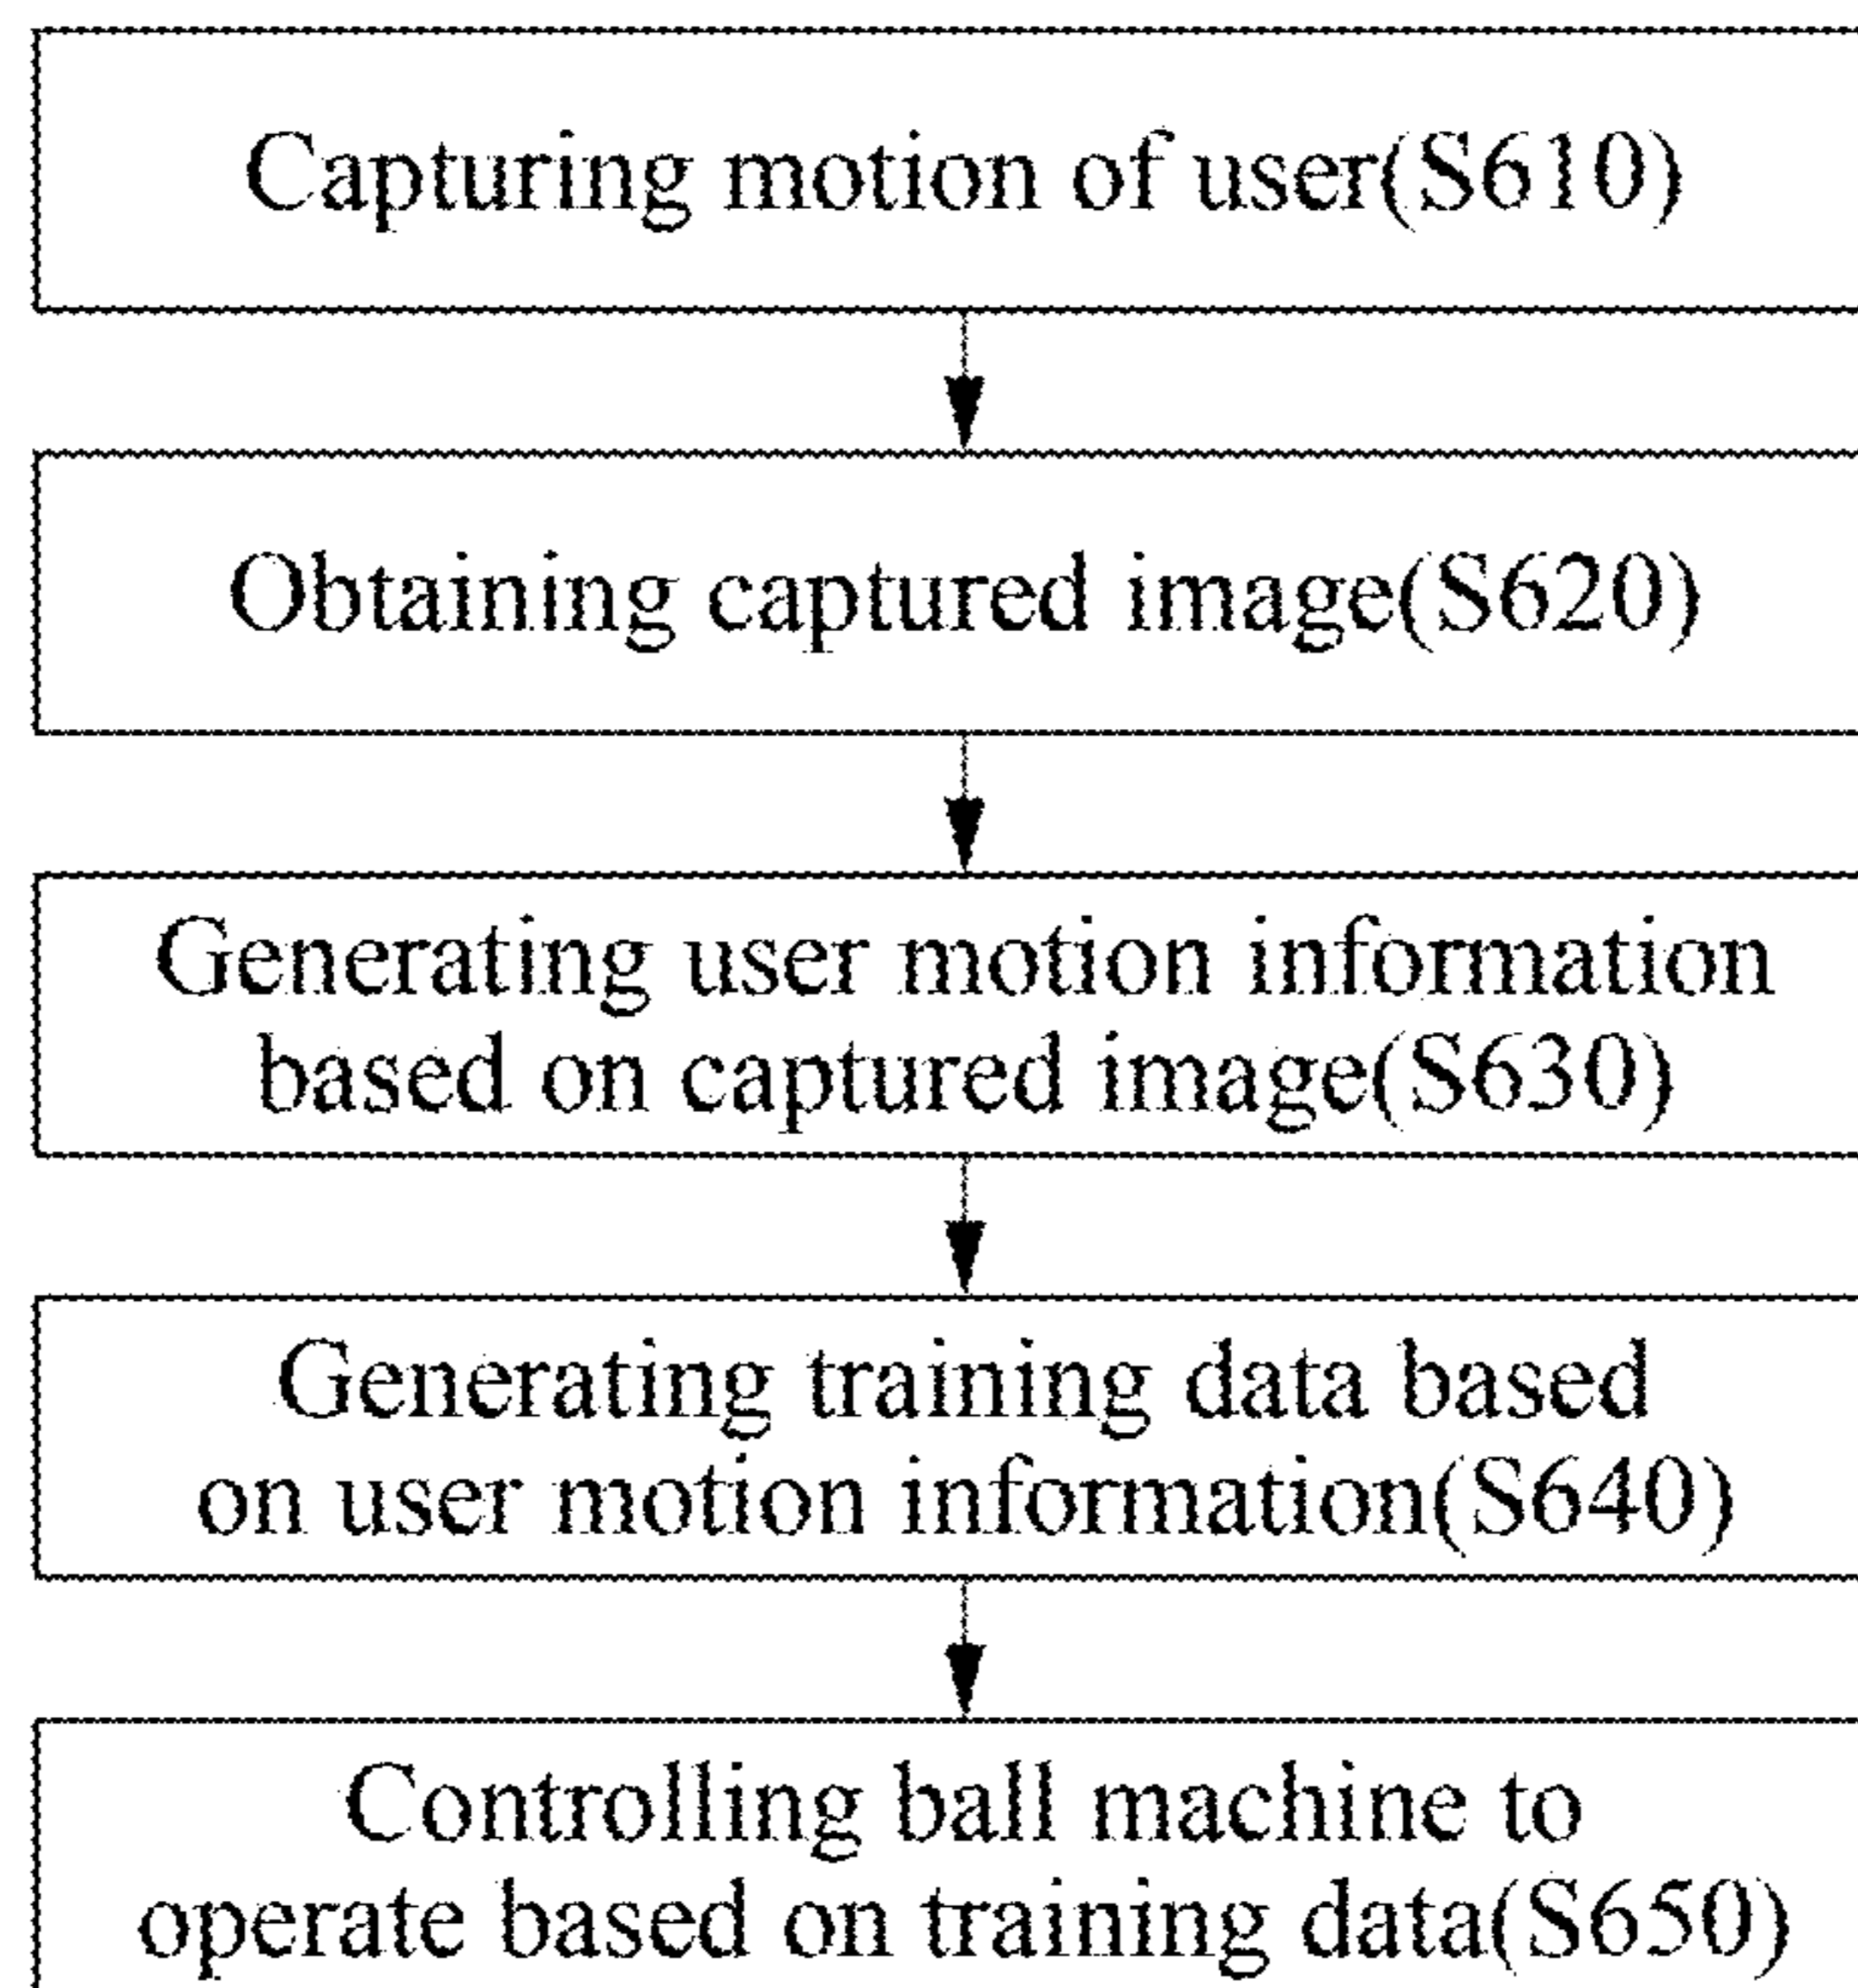 Capturing motion of user(S610)
Obtaining captured image(S620)
Generating user motion information
based on captured image(S630)
Generating training data based
on user motion information(S640)
Controlling ball machine to
operate based on training data(S650)